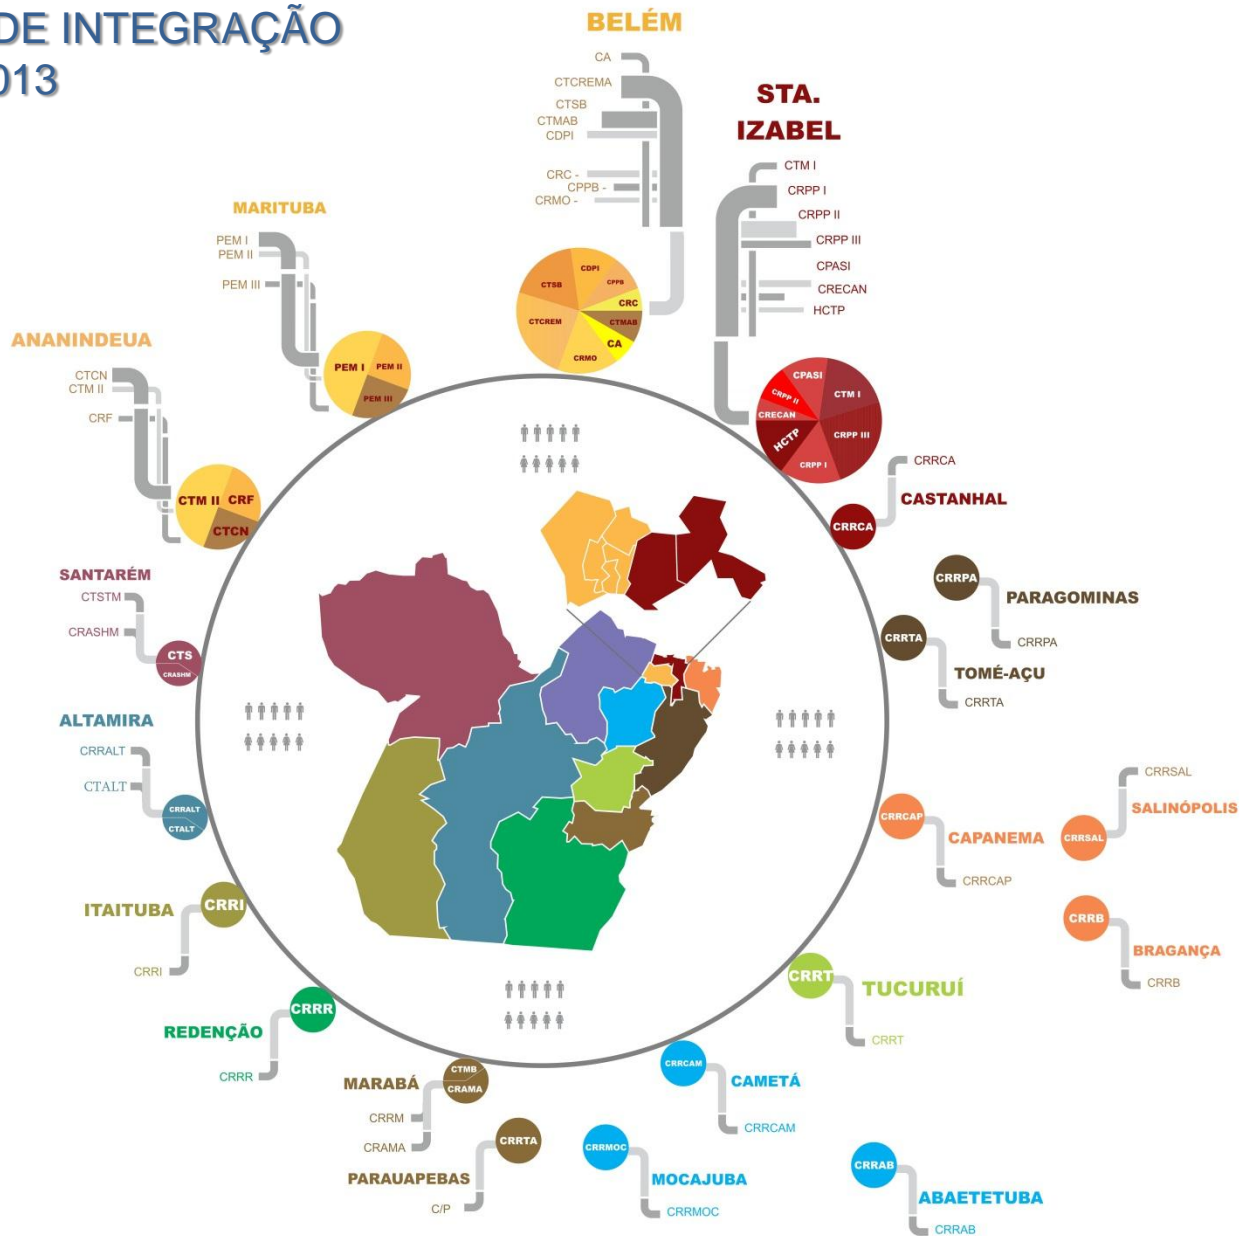 DE INTEGRAÇÃO
013
BELÉM
CA
CTCREMA
CTSB
CTMAB
CDPI
CRC -
CPPB -
CRMO -
CDPI
CPPB
CTSB
CRC
CTMAB
CTCREM
CA
CRMO
STA.
IZABEL
CTM I
CRPP I
CRPP II
CRPP III
CPASI
CRECAN
HCTP
CPASI
CTM I
CRPP II
CRECAN
CRPP III
HCTP
CRPP I
MARITUBA
PEM I
PEM II
PEM III
PEM I
PEM II
PEM III
ANANINDEUA
CTCN
CTM II
CRF
CTM II
CRF
CTCN
CRRCA
CASTANHAL
CRRCA
CRRPA
PARAGOMINAS
CRRPA
CRRTA
TOMÉ-AÇU
CRRTA
SANTARÉM
CTSTM
CRASHM
CTS
CRASHM
ALTAMIRA
CRRALT
CTALT
CRRALT
CTALT
CRRSAL
SALINÓPOLIS
CRRSAL
CRRCAP
CAPANEMA
CRRCAP
CRRB
BRAGANÇA
CRRB
ITAITUBA
CRRI
CRRI
CRRT
TUCURUÍ
CRRT
REDENÇÃO
CRRR
CRRR
MARABÁ
CTMB
CRAMA
CRRM
CRAMA
CRRCAM
CAMETÁ
CRRCAM
CRRTA
PARAUAPEBAS
C/P
CRRMOC
MOCAJUBA
CRRMOC
CRRAB
ABAETETUBA
CRRAB